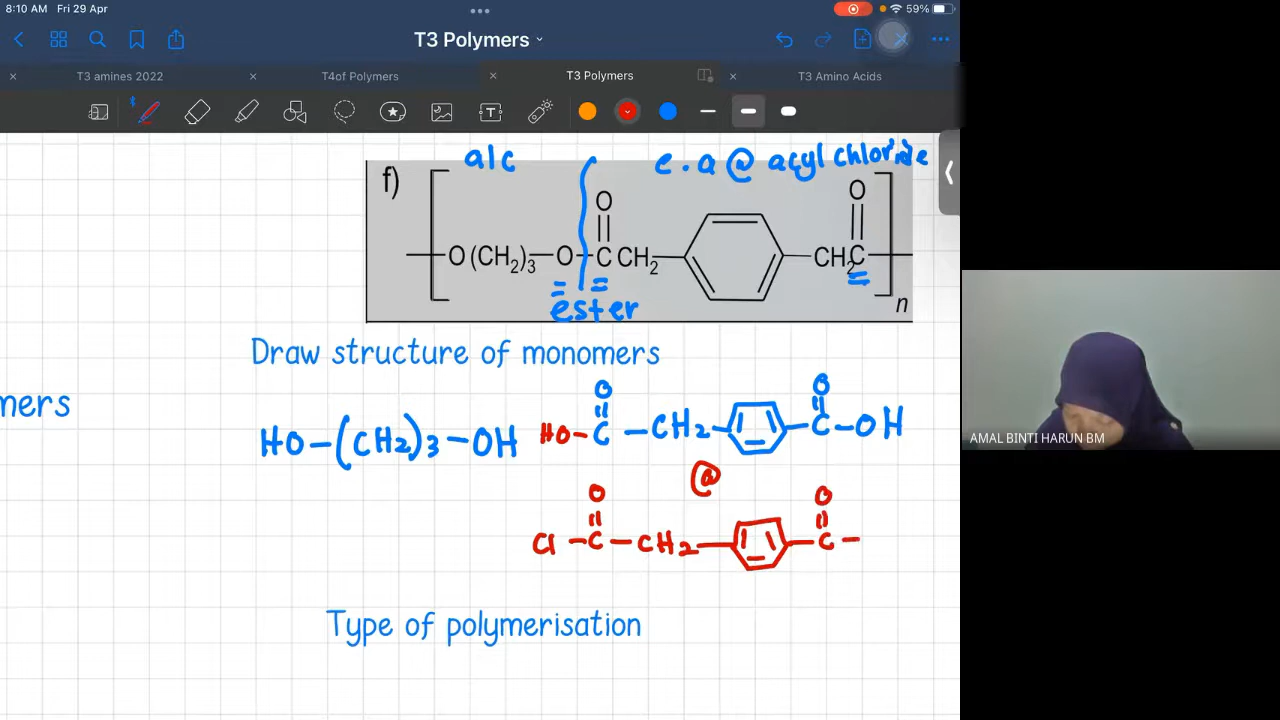 8:10 AM Fri 29 Apr
59%
T3 Polymers
T3 amines 2022
T4of Polymers
T3 Polymers
T3 Amino Acids
T
alc
c.a @ acyl chloride
f)
O
O
O(CH2)3—O—C CH2
CH2C
n
ester
Draw structure of monomers
mers
O
O
HO—(CH2)3—OH
HO—C—CH2—
—C—OH
@
O
O
Cl—C—CH2—
—C—
Type of polymerisation
AMAL BINTI HARUN BM